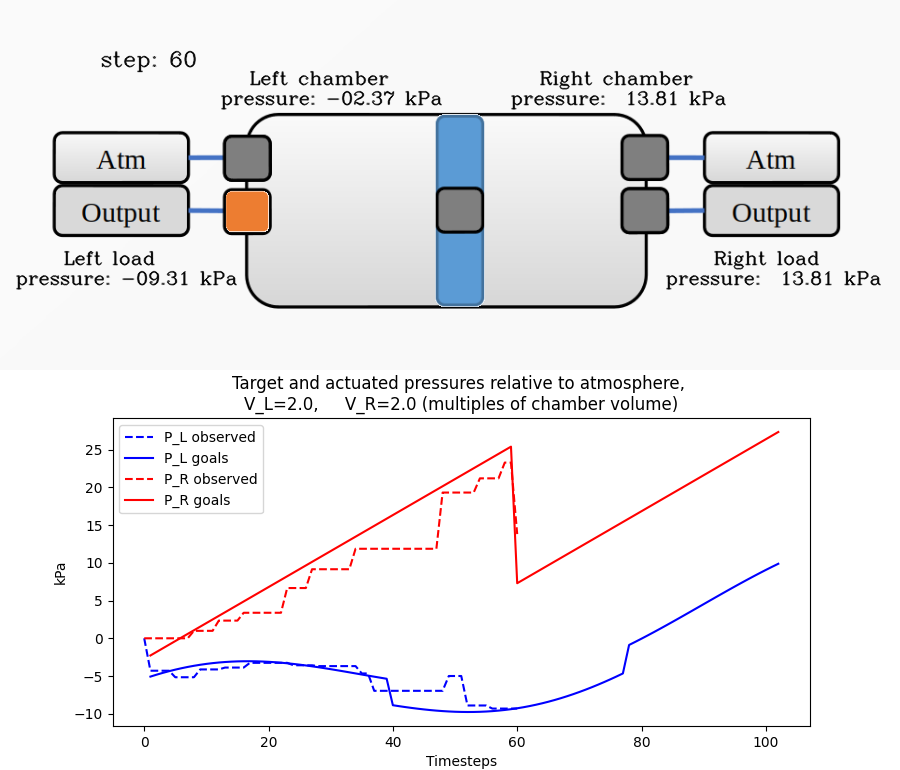 step: 60
Left chamber
pressure: -02.37 kPa
Right chamber
pressure:  13.81 kPa
Atm
Output
Atm
Output
Left load
pressure: -09.31 kPa
Right load
pressure:  13.81 kPa
Target and actuated pressures relative to atmosphere,
V_L=2.0,     V_R=2.0 (multiples of chamber volume)
P_L observed
P_L goals
P_R observed
P_R goals
kPa
25
20
15
10
5
0
−5
−10
0 20 40 60 80 100
Timesteps